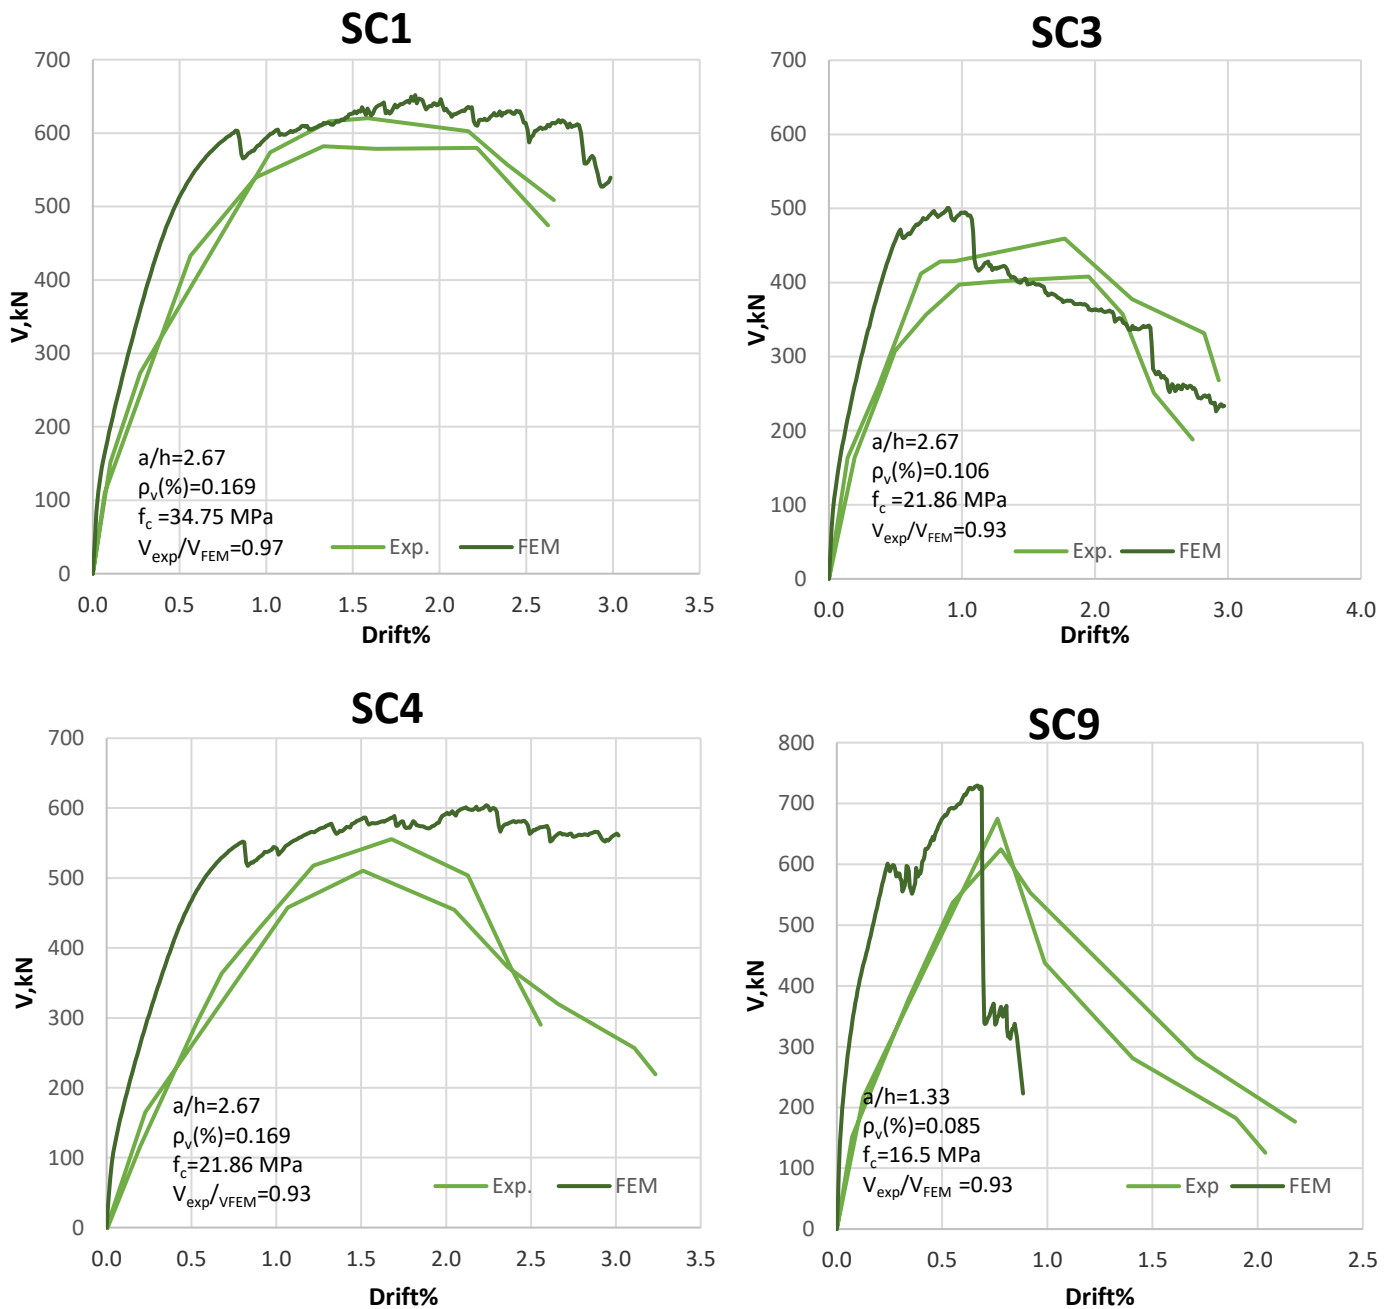 SC1
700
600
500
400
300
200
100
0
V,kN
a/h=2.67
ρv(%)=0.169
fc =34.75 MPa
Vexp/VFEM=0.97
Exp.
FEM
0.0 0.5 1.0 1.5 2.0 2.5 3.0 3.5
Drift%
SC3
700
600
500
400
300
200
100
0
V,kN
a/h=2.67
ρv(%)=0.106
fc =21.86 MPa
Vexp/VFEM=0.93
Exp.
FEM
0.0 1.0 2.0 3.0 4.0
Drift%
SC4
700
600
500
400
300
200
100
0
V,kN
a/h=2.67
ρv(%)=0.169
fc=21.86 MPa
Vexp/VFEM=0.93
Exp.
FEM
0.0 0.5 1.0 1.5 2.0 2.5 3.0 3.5
Drift%
SC9
800
700
600
500
400
300
200
100
0
V,kN
a/h=1.33
ρv(%)=0.085
fc=16.5 MPa
Vexp/VFEM =0.93
Exp
FEM
0.0 0.5 1.0 1.5 2.0 2.5
Drift%